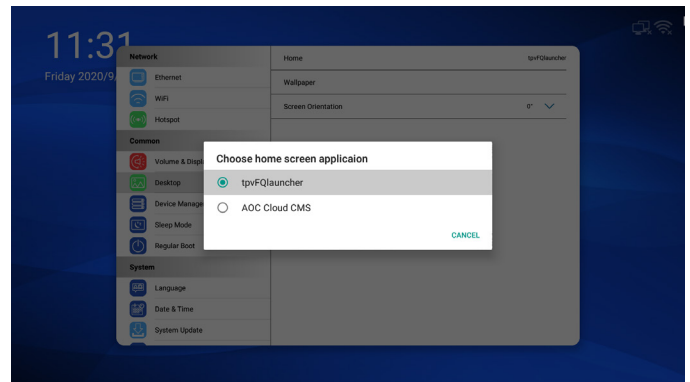 11:31
Friday 2020/9/
Network
Ethernet
WiFi
Hotspot
Common
Volume & Displ
Desktop
Device Manage
Sleep Mode
Regular Boot
System
Language
Date & Time
System Update
Home tpvFQlauncher
Wallpaper
Screen Orientation 0°
Choose home screen applicaion
tpvFQlauncher
AOC Cloud CMS
CANCEL